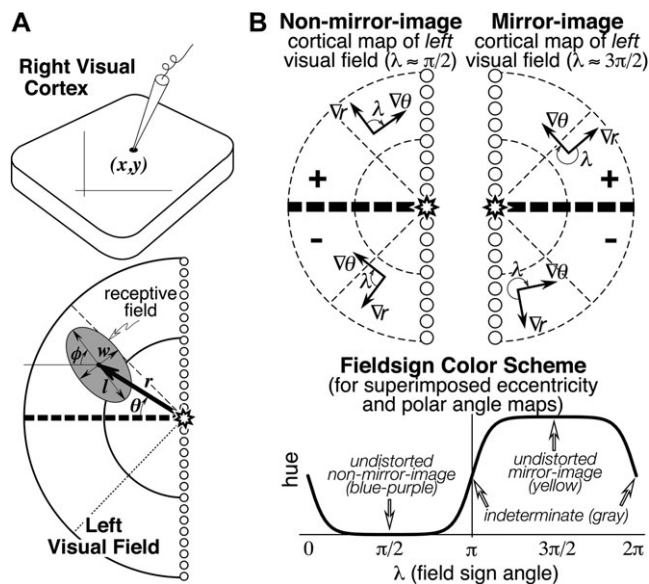 A
Right Visual
Cortex
(x,y)
receptive
field
ϕ
w
l
r
θ
Left
Visual Field
B
Non-mirror-image
cortical map of left
visual field (λ ≈ π/2)
Mirror-image
cortical map of left
visual field (λ ≈ 3π/2)
∇r
λ
∇θ
+
-
∇θ
λ
∇r
∇θ
∇r
λ
+
-
λ
∇θ
∇r
Fieldsign Color Scheme
(for superimposed eccentricity
and polar angle maps)
hue
undistorted
non-mirror-image
(blue-purple)
undistorted
mirror-image
(yellow)
indeterminate (gray)
0
π/2
π
3π/2
2π
λ (field sign angle)